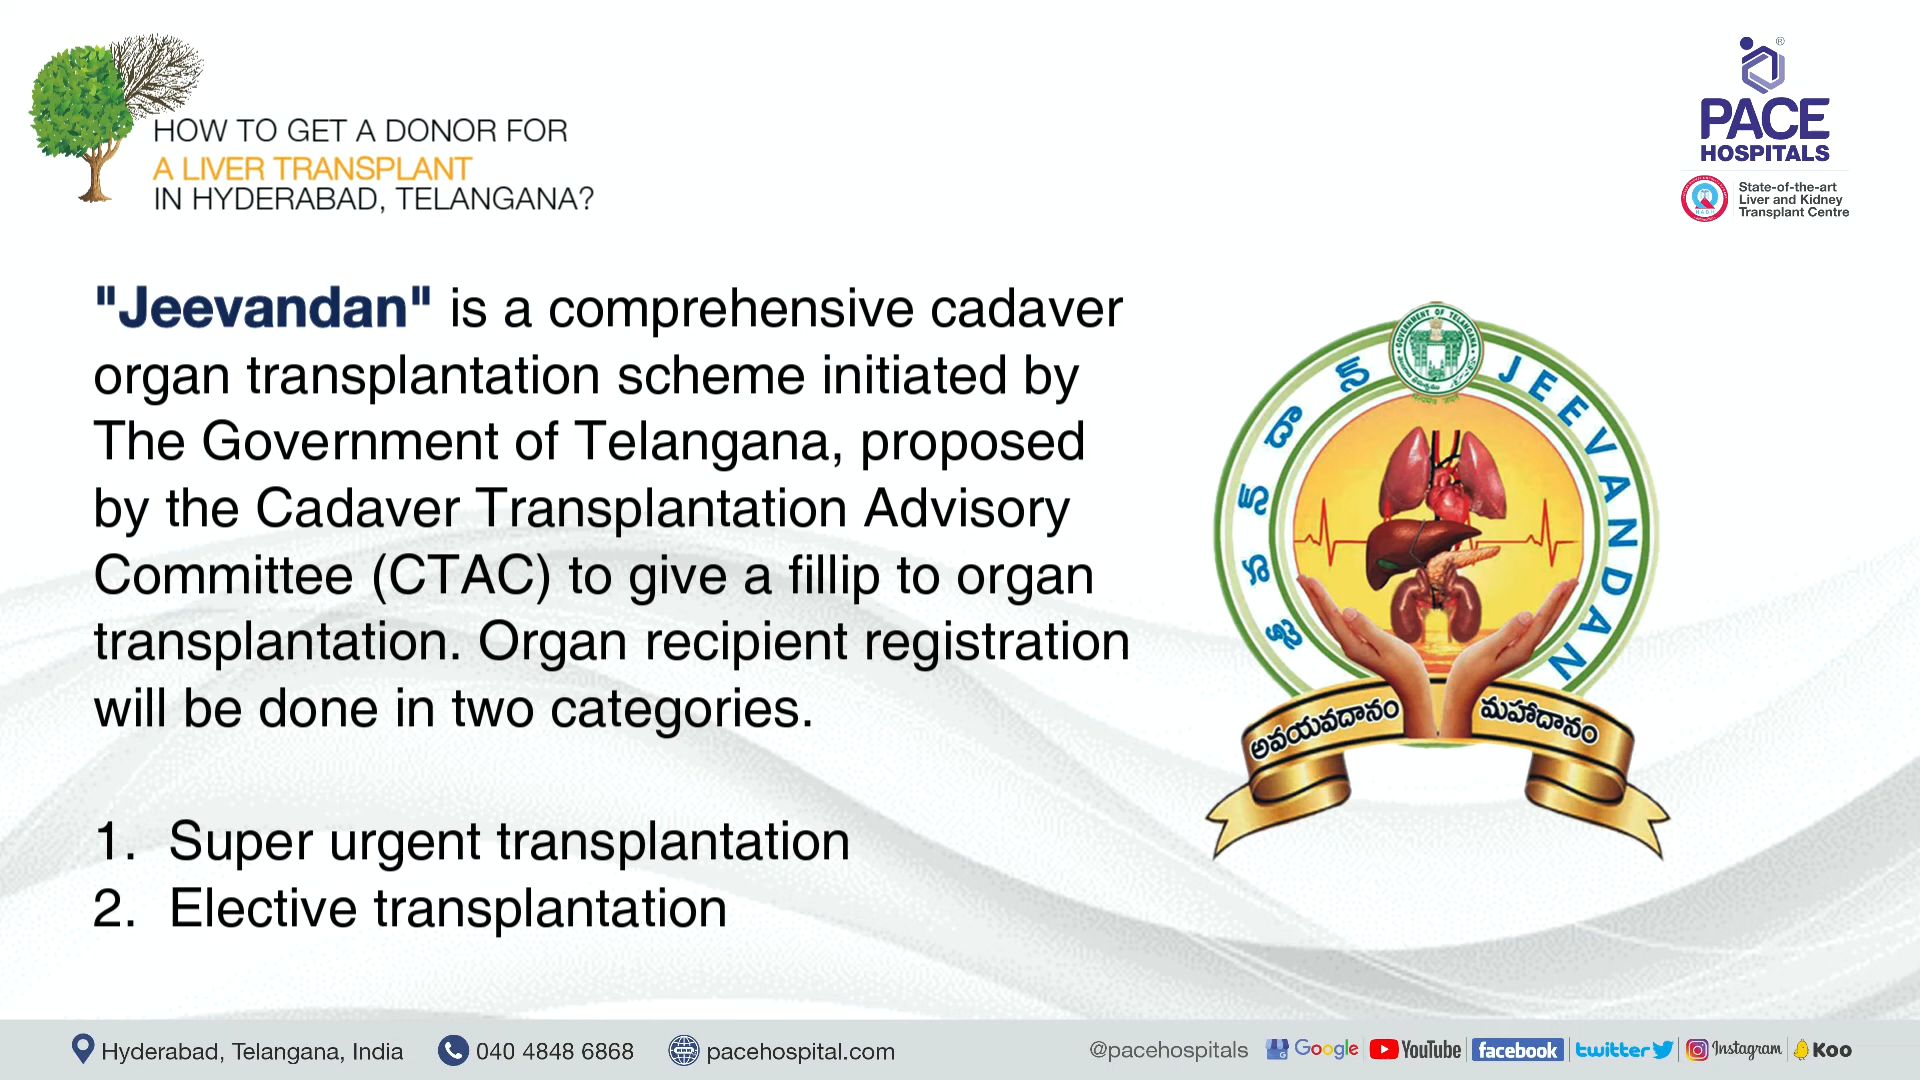 HOW TO GET A DONOR FOR
A LIVER TRANSPLANT
IN HYDERABAD, TELANGANA?
PACE
HOSPITALS
®
State-of-the-art
Liver and Kidney
Transplant Centre
"Jeevandan" is a comprehensive cadaver
organ transplantation scheme initiated by
The Government of Telangana, proposed
by the Cadaver Transplantation Advisory
Committee (CTAC) to give a fillip to organ
transplantation. Organ recipient registration
will be done in two categories.
1. Super urgent transplantation
2. Elective transplantation
GOVERNMENT OF TELANGANA
జీవన్ దాన్
JEEVANDAN
అవయవదానం
మహాదానం
Hyderabad, Telangana, India
040 4848 6868
pacehospital.com
@pacehospitals
Google
YouTube
facebook
twitter
Instagram
Koo